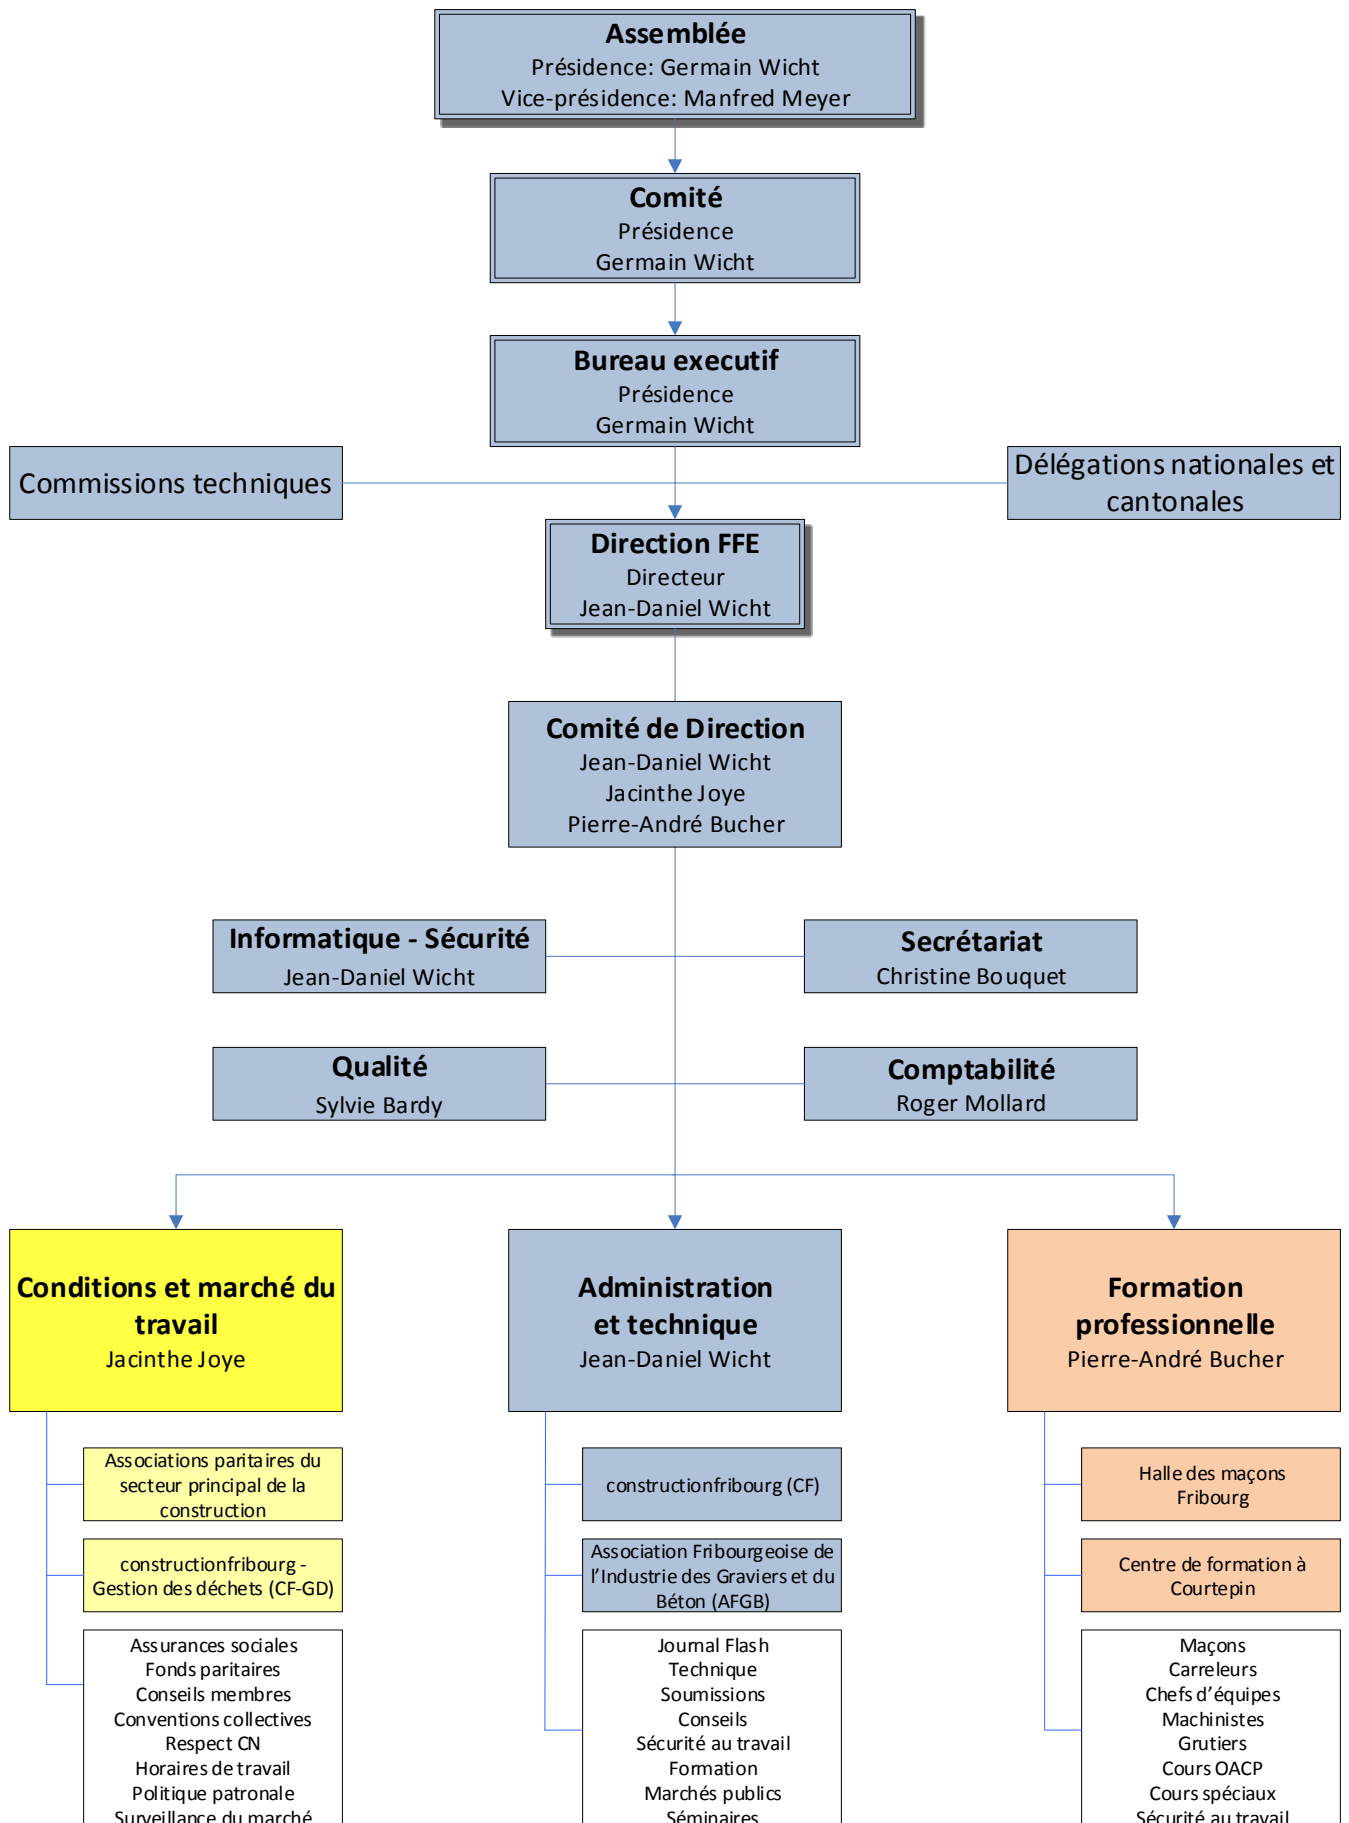 Assemblée
Présidence: Germain Wicht
Vice-présidence: Manfred Meyer
Comité
Présidence
Germain Wicht
Bureau executif
Présidence
Germain Wicht
Commissions techniques
Délégations nationales et
cantonales
Direction FFE
Directeur
Jean-Daniel Wicht
Comité de Direction
Jean-Daniel Wicht
Jacinthe Joye
Pierre-André Bucher
Informatique - Sécurité
Jean-Daniel Wicht
Secrétariat
Christine Bouquet
Qualité
Sylvie Bardy
Comptabilité
Roger Mollard
Conditions et marché du
travail
Jacinthe Joye
Administration
et technique
Jean-Daniel Wicht
Formation
professionnelle
Pierre-André Bucher
Associations paritaires du
secteur principal de la
construction
constructionfribourg -
Gestion des déchets (CF-GD)
Assurances sociales
Fonds paritaires
Conseils membres
Conventions collectives
Respect CN
Horaires de travail
Politique patronale
Surveillance du marché
constructionfribourg (CF)
Association Fribourgeoise de
l’Industrie des Graviers et du
Béton (AFGB)
Journal Flash
Technique
Soumissions
Conseils
Sécurité au travail
Formation
Marchés publics
Séminaires
Halle des maçons
Fribourg
Centre de formation à
Courtepin
Maçons
Carreleurs
Chefs d’équipes
Machinistes
Grutiers
Cours OACP
Cours spéciaux
Sécurité au travail